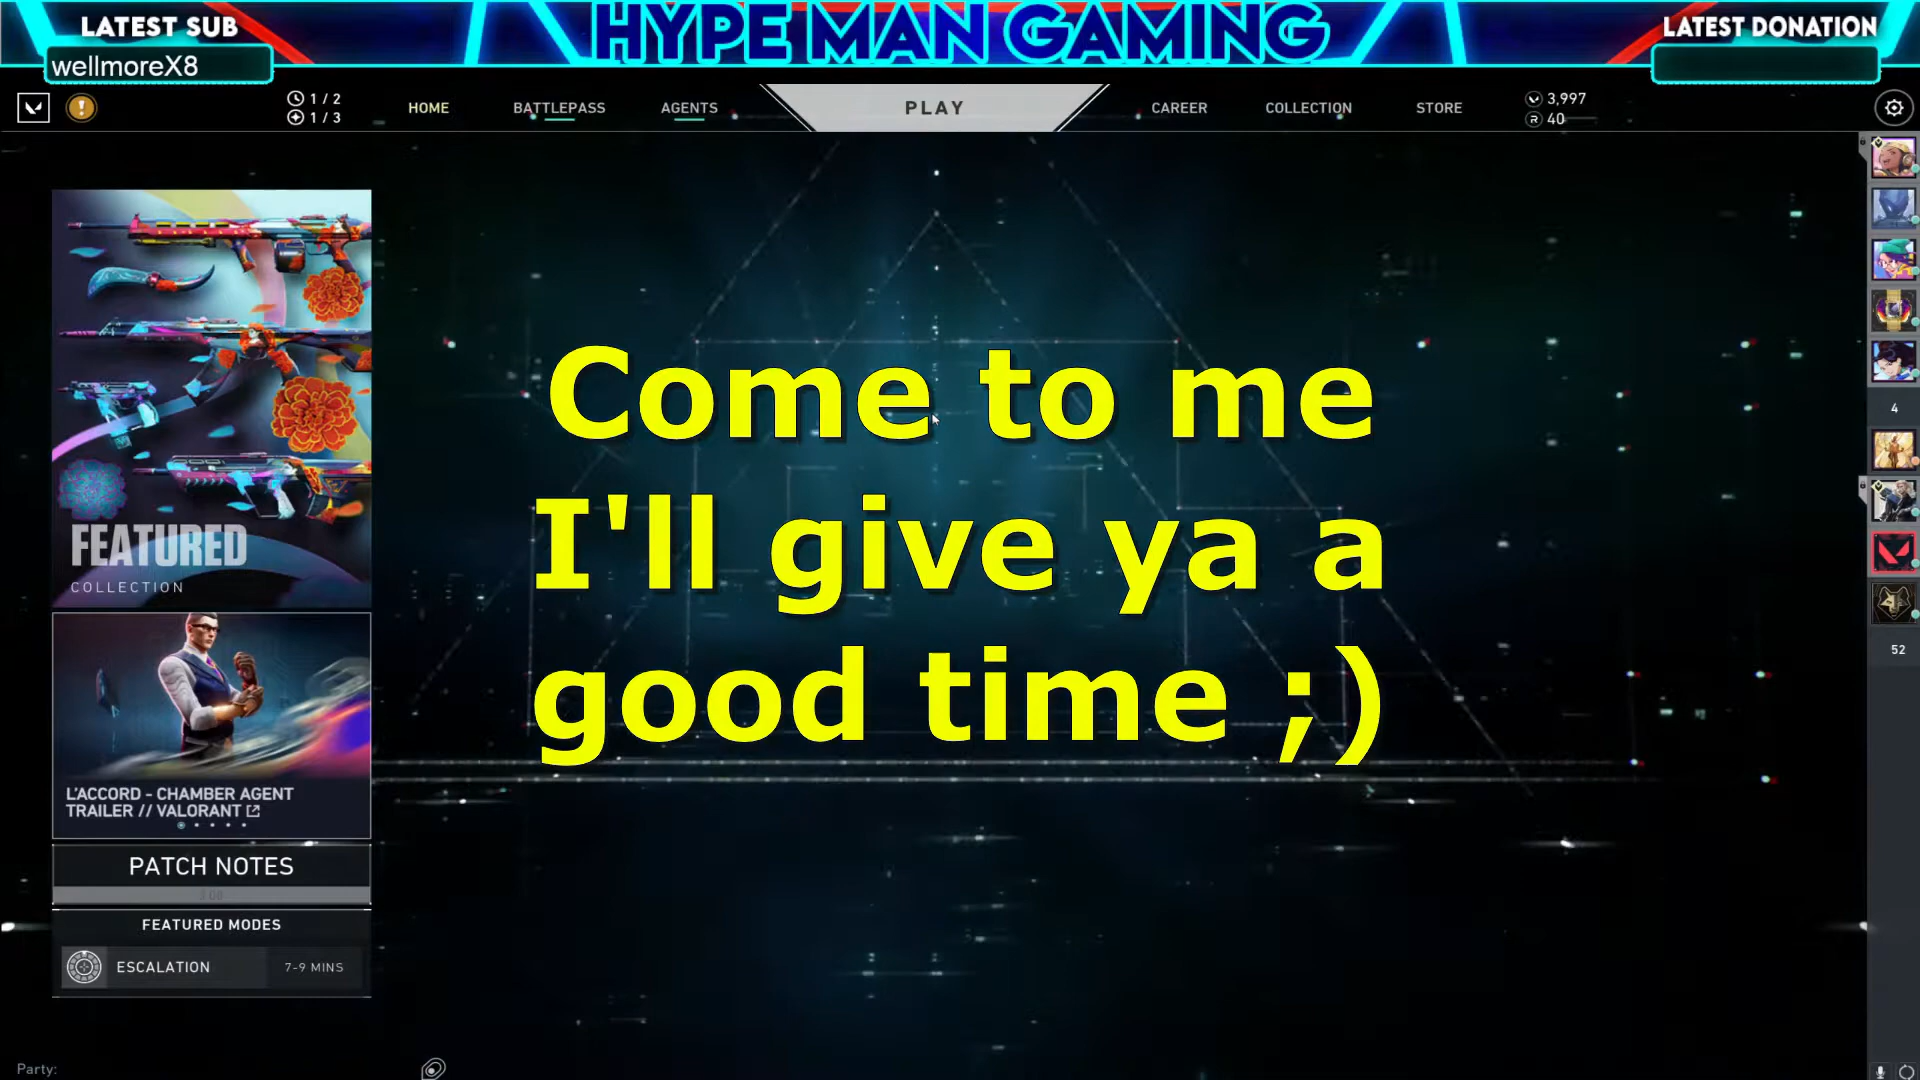 LATEST SUB
wellmoreX8
HYPE MAN GAMING
LATEST DONATION
1 / 2
1 / 3
HOME
BATTLEPASS
AGENTS
PLAY
CAREER
COLLECTION
STORE
3,997
R 40
FEATURED
COLLECTION
L'ACCORD - CHAMBER AGENT
TRAILER // VALORANT
PATCH NOTES
FEATURED MODES
ESCALATION 7-9 MINS
Party:
Come to me
I'll give ya a
good time ;)
4
52